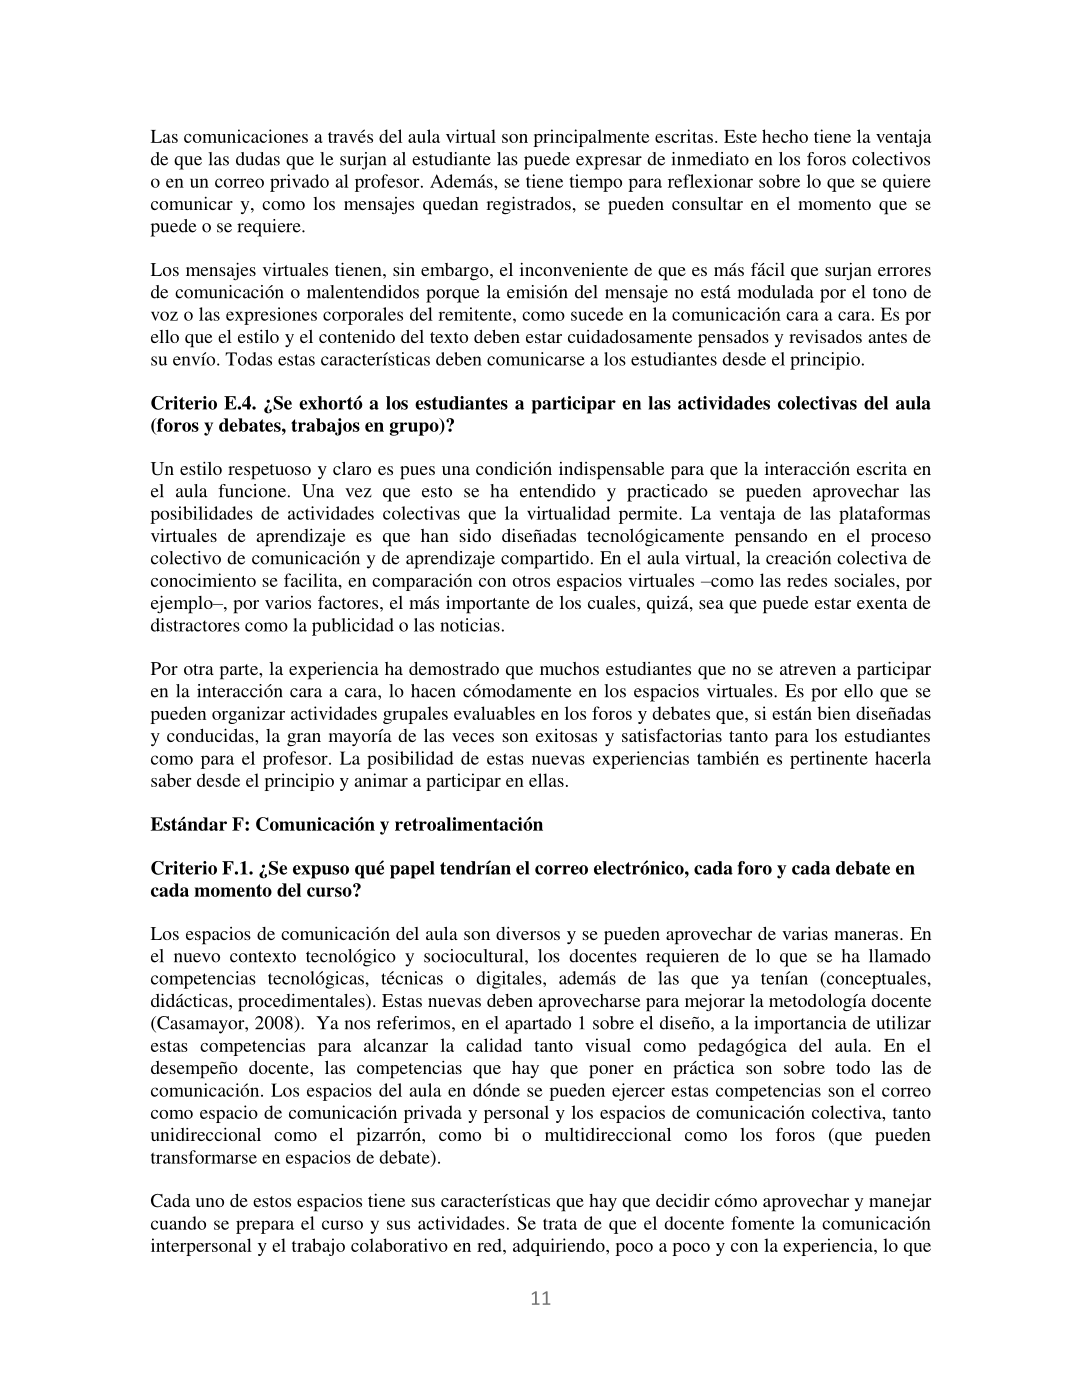 Las comunicaciones a través del aula virtual son principalmente escritas. Este hecho tiene la ventaja
de que las dudas que le surjan al estudiante las puede expresar de inmediato en los foros colectivos
o en un correo privado al profesor. Además, se tiene tiempo para reflexionar sobre lo que se quiere
comunicar y, como los mensajes quedan registrados, se pueden consultar en el momento que se
puede o se requiere.
Los mensajes virtuales tienen, sin embargo, el inconveniente de que es más fácil que surjan errores
de comunicación o malentendidos porque la emisión del mensaje no está modulada por el tono de
voz o las expresiones corporales del remitente, como sucede en la comunicación cara a cara. Es por
ello que el estilo y el contenido del texto deben estar cuidadosamente pensados y revisados antes de
su envío. Todas estas características deben comunicarse a los estudiantes desde el principio.
Criterio E.4. ¿Se exhortó a los estudiantes a participar en las actividades colectivas del aula
(foros y debates, trabajos en grupo)?
Un estilo respetuoso y claro es pues una condición indispensable para que la interacción escrita en
el aula funcione. Una vez que esto se ha entendido y practicado se pueden aprovechar las
posibilidades de actividades colectivas que la virtualidad permite. La ventaja de las plataformas
virtuales de aprendizaje es que han sido diseñadas tecnológicamente pensando en el proceso
colectivo de comunicación y de aprendizaje compartido. En el aula virtual, la creación colectiva de
conocimiento se facilita, en comparación con otros espacios virtuales –como las redes sociales, por
ejemplo–, por varios factores, el más importante de los cuales, quizá, sea que puede estar exenta de
distractores como la publicidad o las noticias.
Por otra parte, la experiencia ha demostrado que muchos estudiantes que no se atreven a participar
en la interacción cara a cara, lo hacen cómodamente en los espacios virtuales. Es por ello que se
pueden organizar actividades grupales evaluables en los foros y debates que, si están bien diseñadas
y conducidas, la gran mayoría de las veces son exitosas y satisfactorias tanto para los estudiantes
como para el profesor. La posibilidad de estas nuevas experiencias también es pertinente hacerla
saber desde el principio y animar a participar en ellas.
Estándar F: Comunicación y retroalimentación
Criterio F.1. ¿Se expuso qué papel tendrían el correo electrónico, cada foro y cada debate en
cada momento del curso?
Los espacios de comunicación del aula son diversos y se pueden aprovechar de varias maneras. En
el nuevo contexto tecnológico y sociocultural, los docentes requieren de lo que se ha llamado
competencias tecnológicas, técnicas o digitales, además de las que ya tenían (conceptuales,
didácticas, procedimentales). Estas nuevas deben aprovecharse para mejorar la metodología docente
(Casamayor, 2008).  Ya nos referimos, en el apartado 1 sobre el diseño, a la importancia de utilizar
estas competencias para alcanzar la calidad tanto visual como pedagógica del aula. En el
desempeño docente, las competencias que hay que poner en práctica son sobre todo las de
comunicación. Los espacios del aula en dónde se pueden ejercer estas competencias son el correo
como espacio de comunicación privada y personal y los espacios de comunicación colectiva, tanto
unidireccional como el pizarrón, como bi o multidireccional como los foros (que pueden
transformarse en espacios de debate).
Cada uno de estos espacios tiene sus características que hay que decidir cómo aprovechar y manejar
cuando se prepara el curso y sus actividades. Se trata de que el docente fomente la comunicación
interpersonal y el trabajo colaborativo en red, adquiriendo, poco a poco y con la experiencia, lo que
11